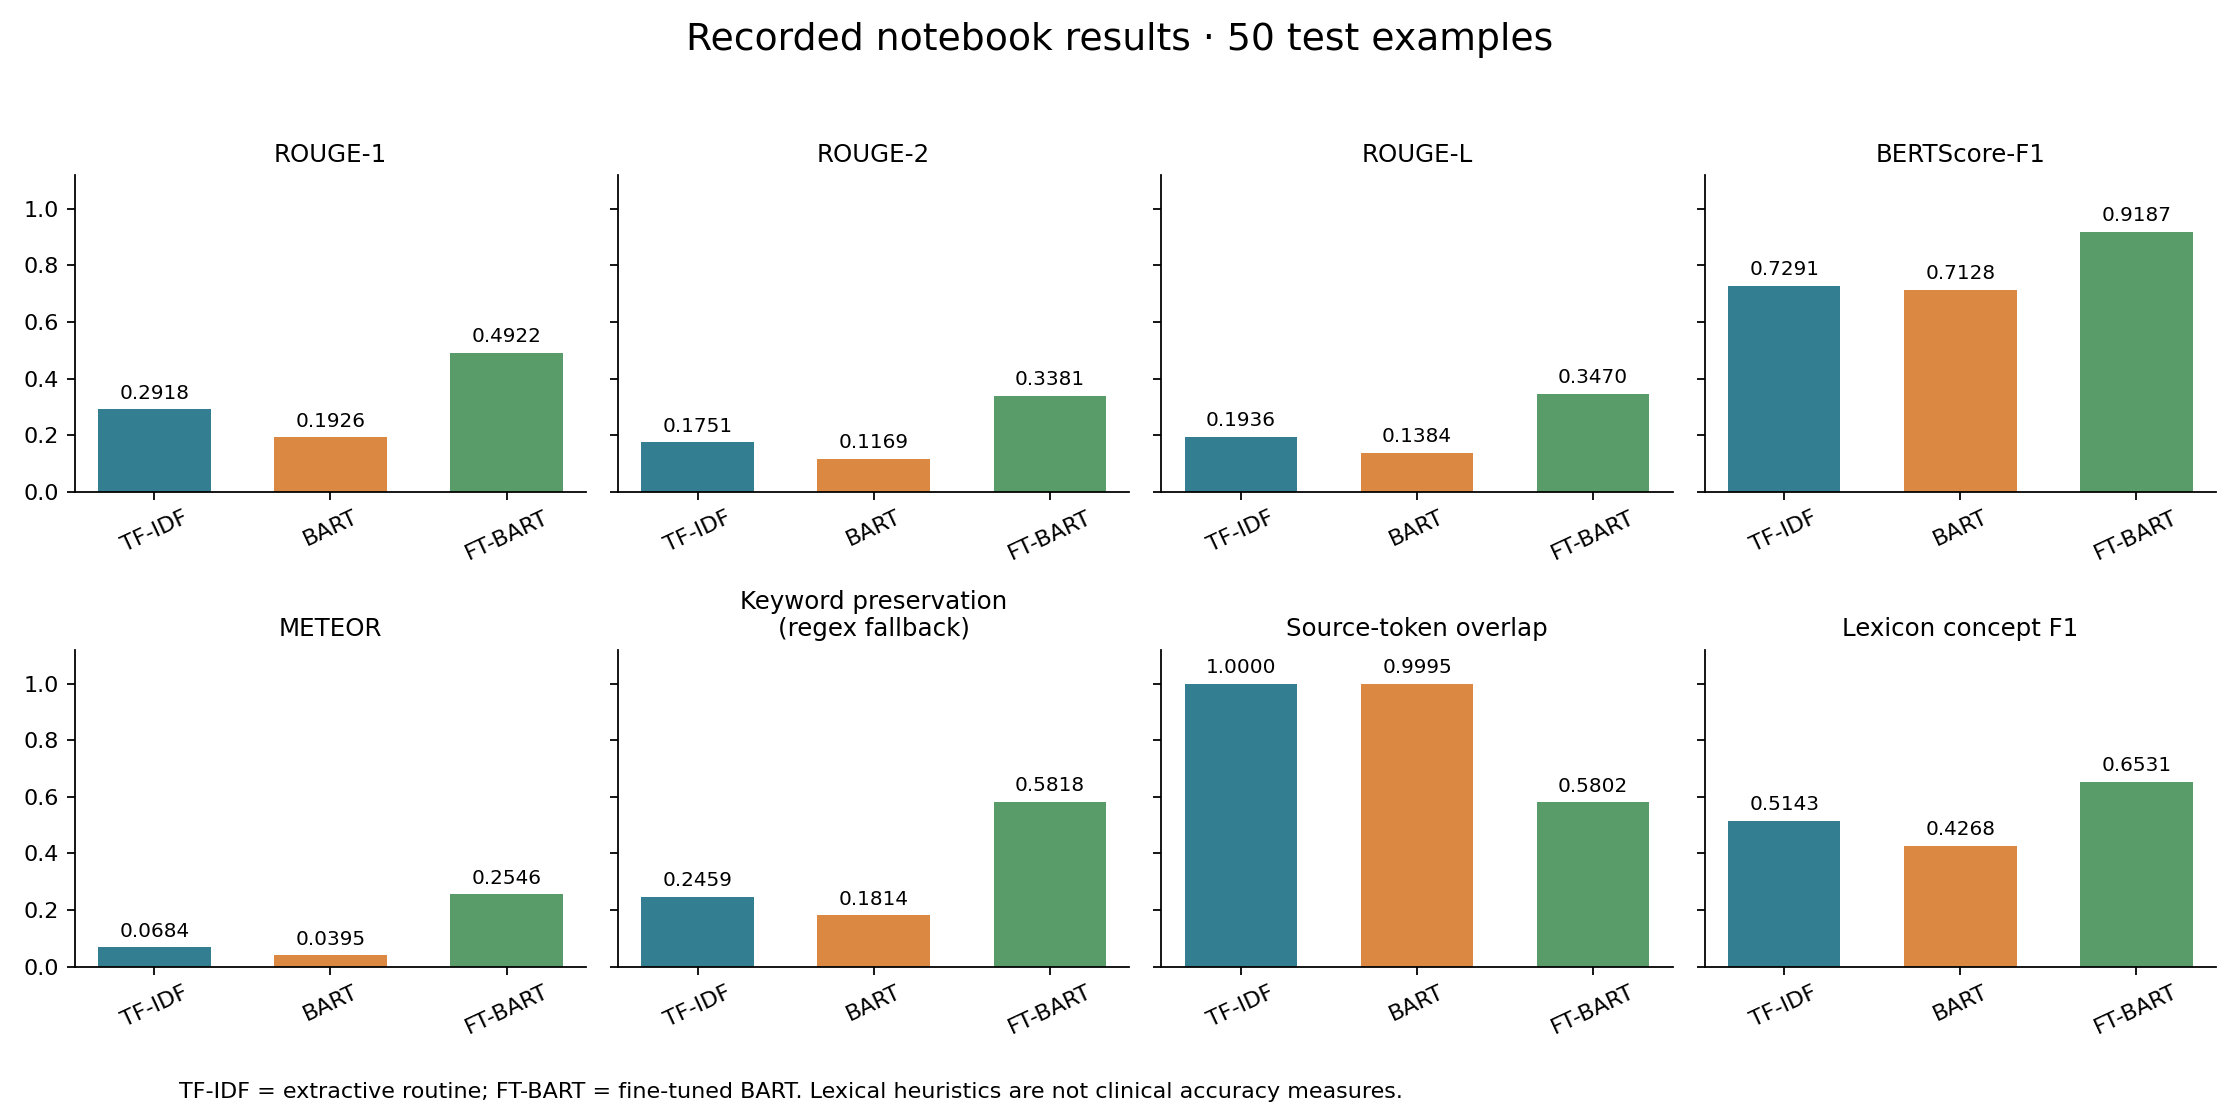 Recorded notebook results · 50 test examples
ROUGE-1
ROUGE-2
ROUGE-L
BERTScore-F1
1.0
0.8
0.6
0.4
0.2
0.0
0.2918
0.1926
0.4922
0.1751
0.1169
0.3381
0.1936
0.1384
0.3470
0.7291
0.7128
0.9187
TF-IDF
BART
FT-BART
TF-IDF
BART
FT-BART
TF-IDF
BART
FT-BART
TF-IDF
BART
FT-BART
METEOR
Keyword preservation
(regex fallback)
Source-token overlap
Lexicon concept F1
1.0
0.8
0.6
0.4
0.2
0.0
0.0684
0.0395
0.2546
0.2459
0.1814
0.5818
1.0000
0.9995
0.5802
0.5143
0.4268
0.6531
TF-IDF
BART
FT-BART
TF-IDF
BART
FT-BART
TF-IDF
BART
FT-BART
TF-IDF
BART
FT-BART
TF-IDF = extractive routine; FT-BART = fine-tuned BART. Lexical heuristics are not clinical accuracy measures.